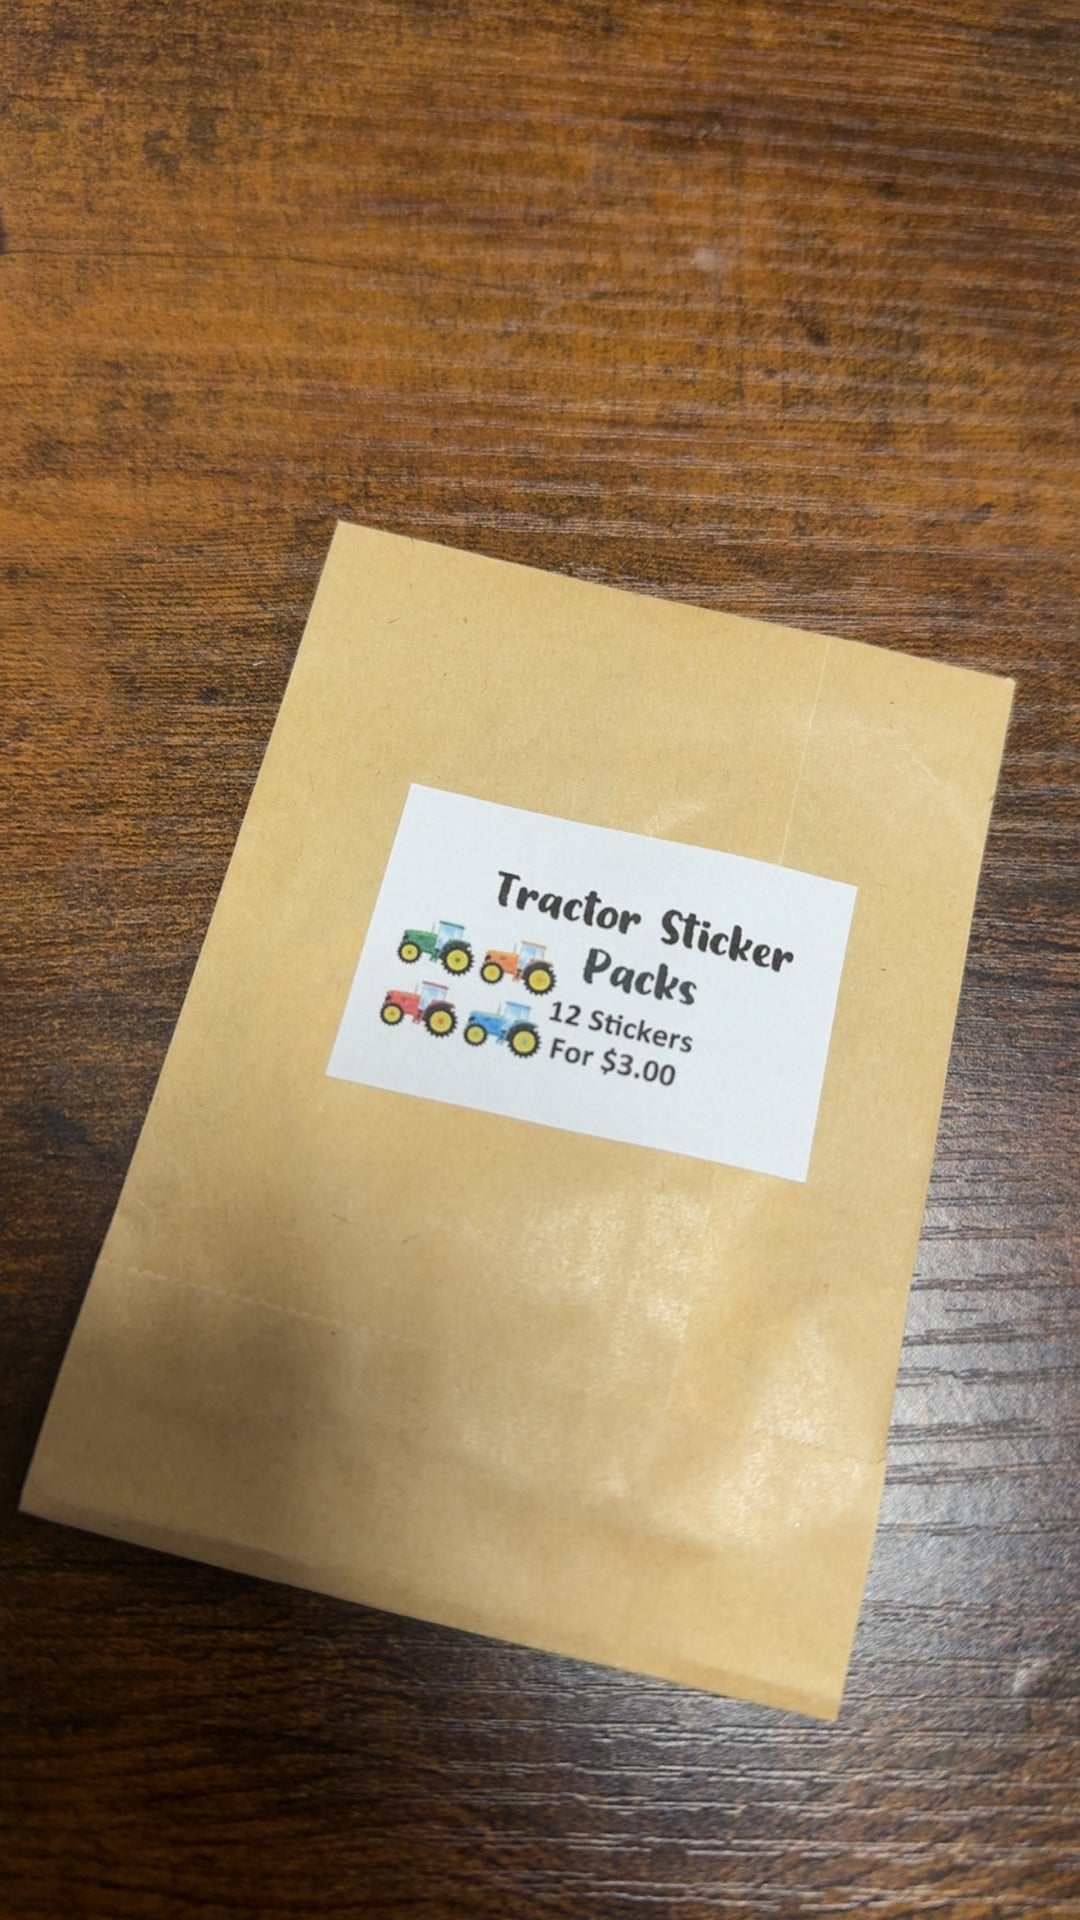 Tractor Sticker
Packs
12 Stickers
For $3.00